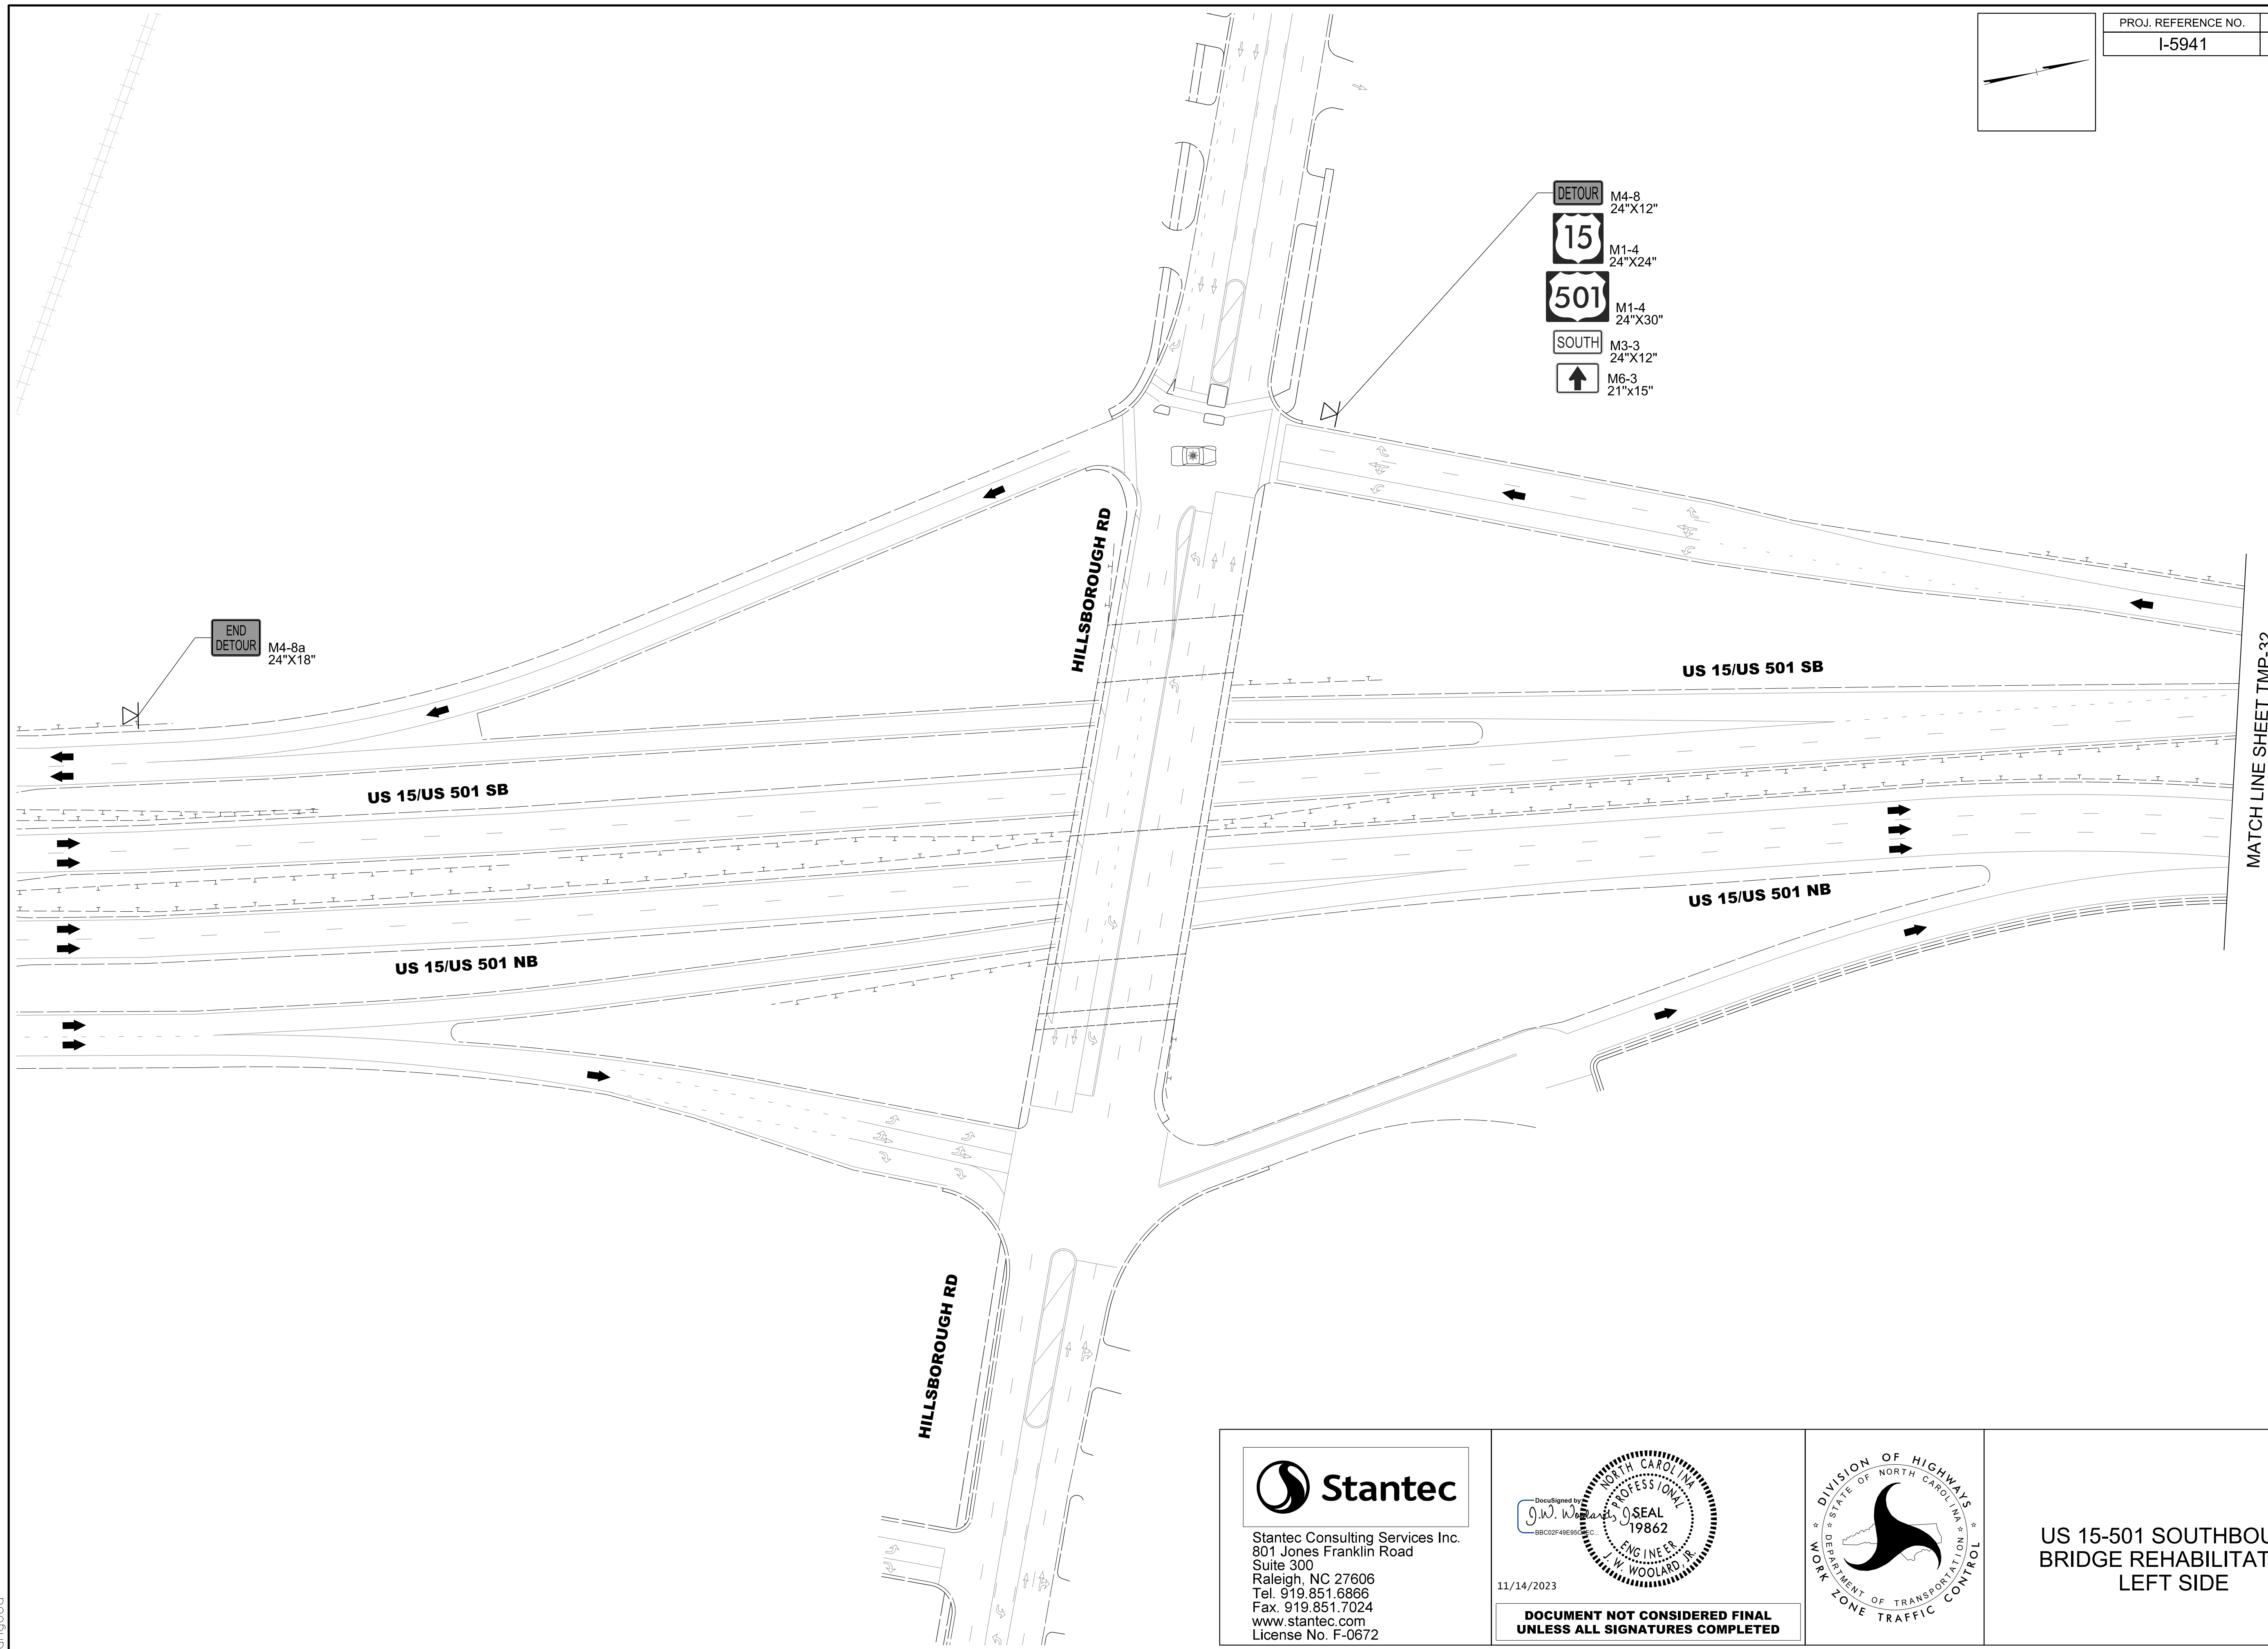 PROJ. REFERENCE NO.
I-5941
DETOUR
M4-8
24"X12"
15
M1-4
24"X24"
501
M1-4
24"X30"
SOUTH
M3-3
24"X12"
M6-3
21"x15"
HILLSBOROUGH RD
END
DETOUR
M4-8a
24"X18"
US 15/US 501 SB
US 15/US 501 SB
MATCH LINE SHEET TMP-32
US 15/US 501 NB
US 15/US 501 NB
HILLSBOROUGH RD
Stantec
Stantec Consulting Services Inc.
801 Jones Franklin Road
Suite 300
Raleigh, NC 27606
Tel. 919.851.6866
Fax. 919.851.7024
www.stantec.com
License No. F-0672
DocuSigned by:
J.W. Woolard, Jr.
NORTH CAROLINA
PROFESSIONAL
SEAL
19862
ENGINEER
J. W. WOOLARD, JR.
11/14/2023
DOCUMENT NOT CONSIDERED FINAL
UNLESS ALL SIGNATURES COMPLETED
DIVISION OF HIGHWAYS
STATE OF NORTH CAROLINA
DEPARTMENT OF TRANSPORTATION
WORK ZONE TRAFFIC CONTROL
US 15-501 SOUTHBOU
BRIDGE REHABILITAT
LEFT SIDE